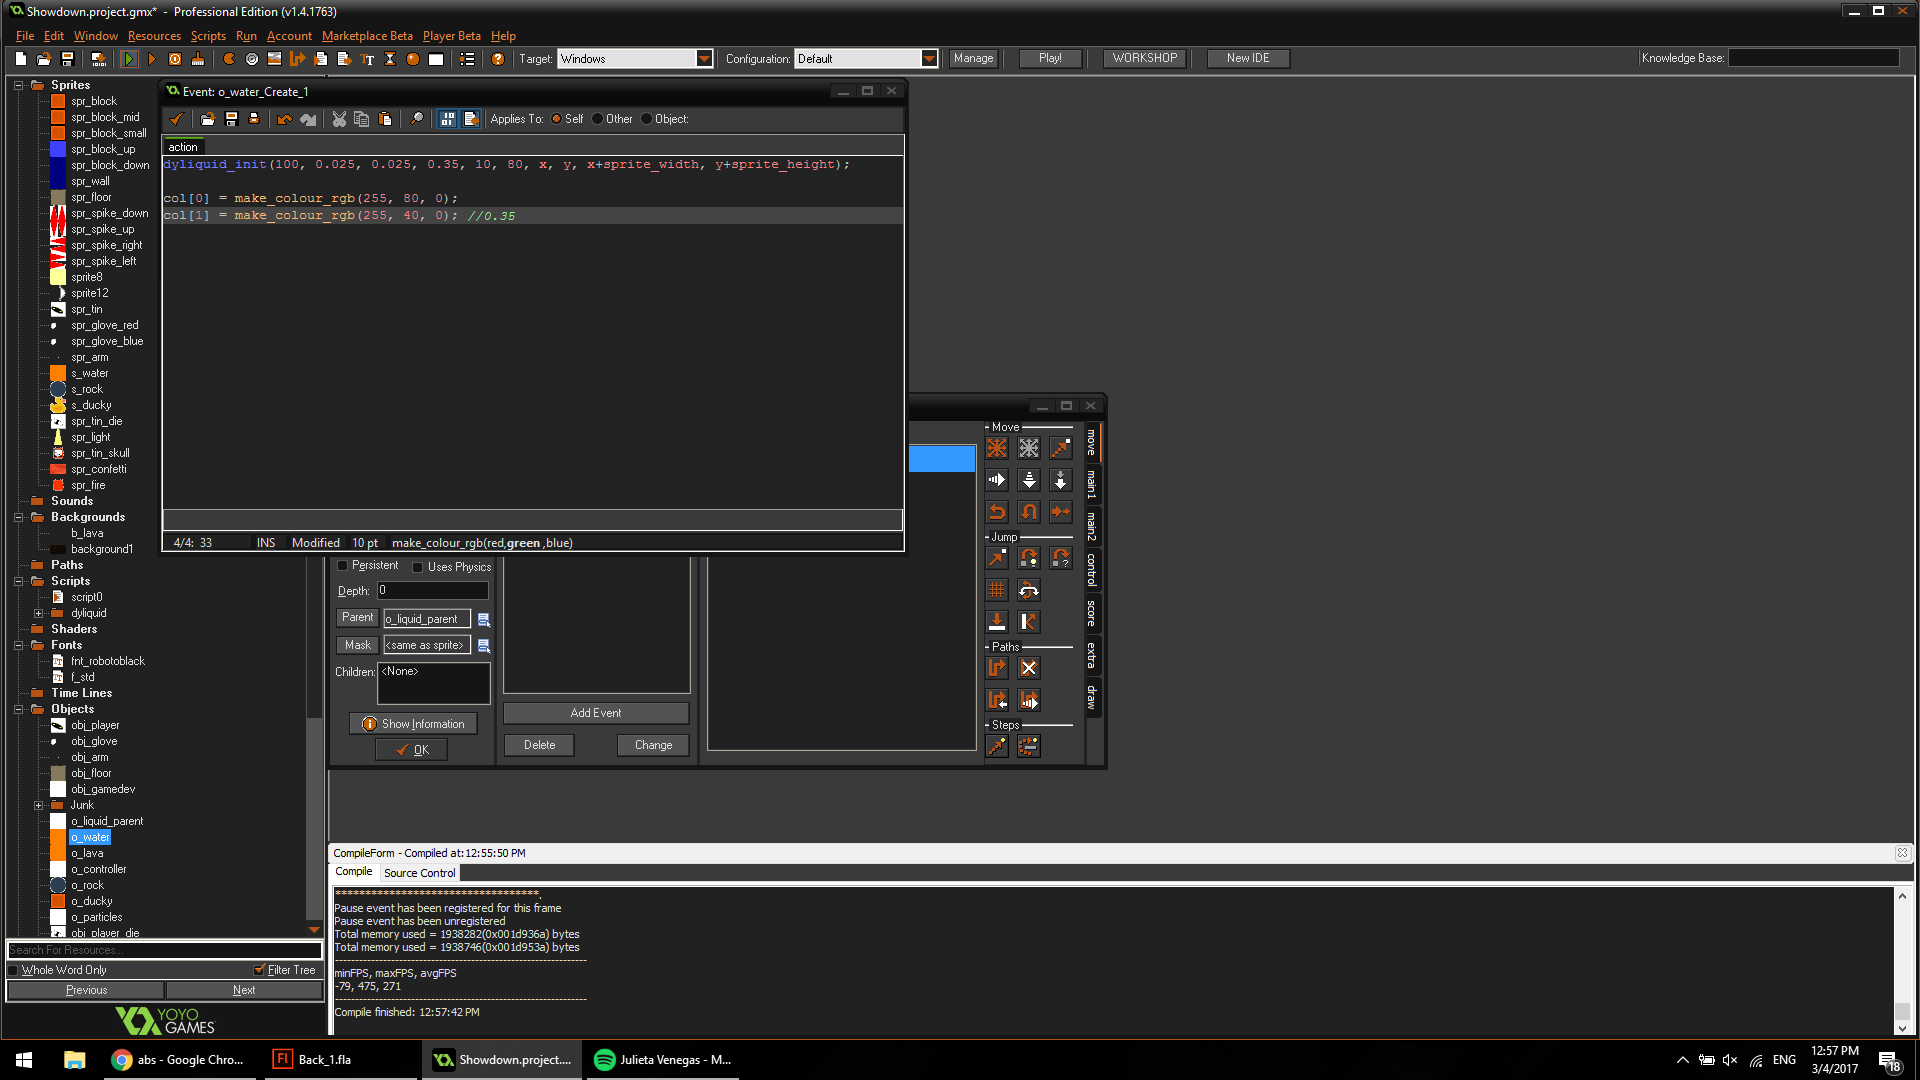 Showdown.project.gmx* - Professional Edition (v1.4.1763)
File Edit Window Resources Scripts Run Account Marketplace Beta Player Beta Help
Target: Windows Configuration: Default Manage Play! WORKSHOP New IDE Knowledge Base:
Sprites
spr_block
spr_block_mid
spr_block_small
spr_block_up
spr_block_down
spr_wall
spr_floor
spr_spike_down
spr_spike_up
spr_spike_right
spr_spike_left
sprite8
sprite12
spr_tin
spr_glove_red
spr_glove_blue
spr_arm
s_water
s_rock
s_ducky
spr_tin_die
spr_light
spr_tin_skull
spr_confetti
spr_fire
Sounds
Backgrounds
b_lava
background1
Paths
Scripts
script0
dyliquid
Shaders
Fonts
fnt_robotoblack
f_std
Time Lines
Objects
obj_player
obj_glove
obj_arm
obj_floor
obj_gamedev
Junk
o_liquid_parent
o_water
o_lava
o_controller
o_rock
o_ducky
o_particles
obj_player_die
Search For Resources...
Whole Word Only Filter Tree
Previous Next
YOYO
GAMES
Event: o_water_Create_1
Applies To: Self Other Object:
action
dyliquid_init(100, 0.025, 0.025, 0.35, 10, 80, x, y, x+sprite_width, y+sprite_height);
col[0] = make_colour_rgb(255, 80, 0);
col[1] = make_colour_rgb(255, 40, 0); //0.35
4/4: 33 INS Modified 10 pt make_colour_rgb(red,green ,blue)
Persistent Uses Physics
Depth: 0
Parent o_liquid_parent
Mask <same as sprite>
Children: <None>
Show Information
OK
Add Event
Delete Change
Move
Jump
Paths
Steps
move
main1
main2
control
score
extra
draw
CompileForm - Compiled at:12:55:50 PM
Compile Source Control
***********************************.
Pause event has been registered for this frame
Pause event has been unregistered
Total memory used = 1938282(0x001d936a) bytes
Total memory used = 1938746(0x001d953a) bytes
minFPS, maxFPS, avgFPS
-79, 475, 271
Compile finished: 12:57:42 PM
abs - Google Chro... Fl Back_1.fla Showdown.project.... Julieta Venegas - M... ENG 12:57 PM
3/4/2017
18